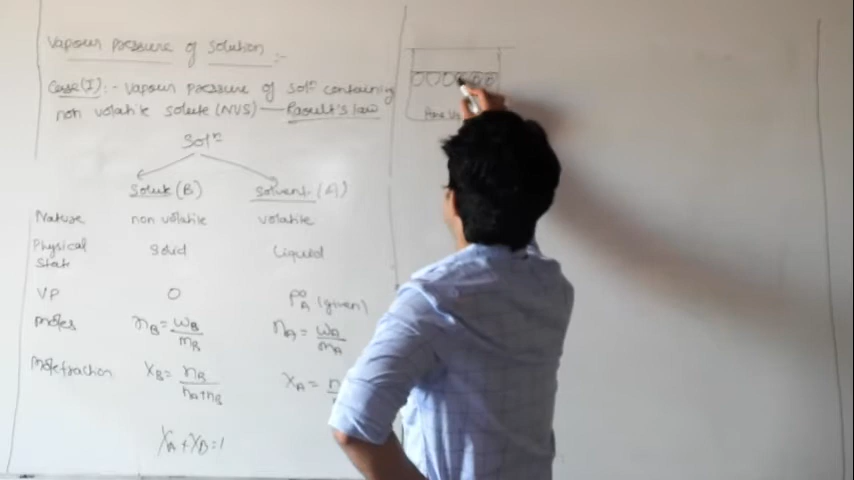 Vapour pressure of solution :-
Case(I):- Vapour pressure of solⁿ containing
non volatile solute (NVS) — Raoult's law
Solⁿ
Solute (B) Solvent (A)
Nature non volatile volatile
Physical State Solid Liquid
VP 0 P°A (given)
Moles nB = wB/mB nA = wA/mA
Mole fraction XB = nB/nA+nB XA =
XA + XB = 1